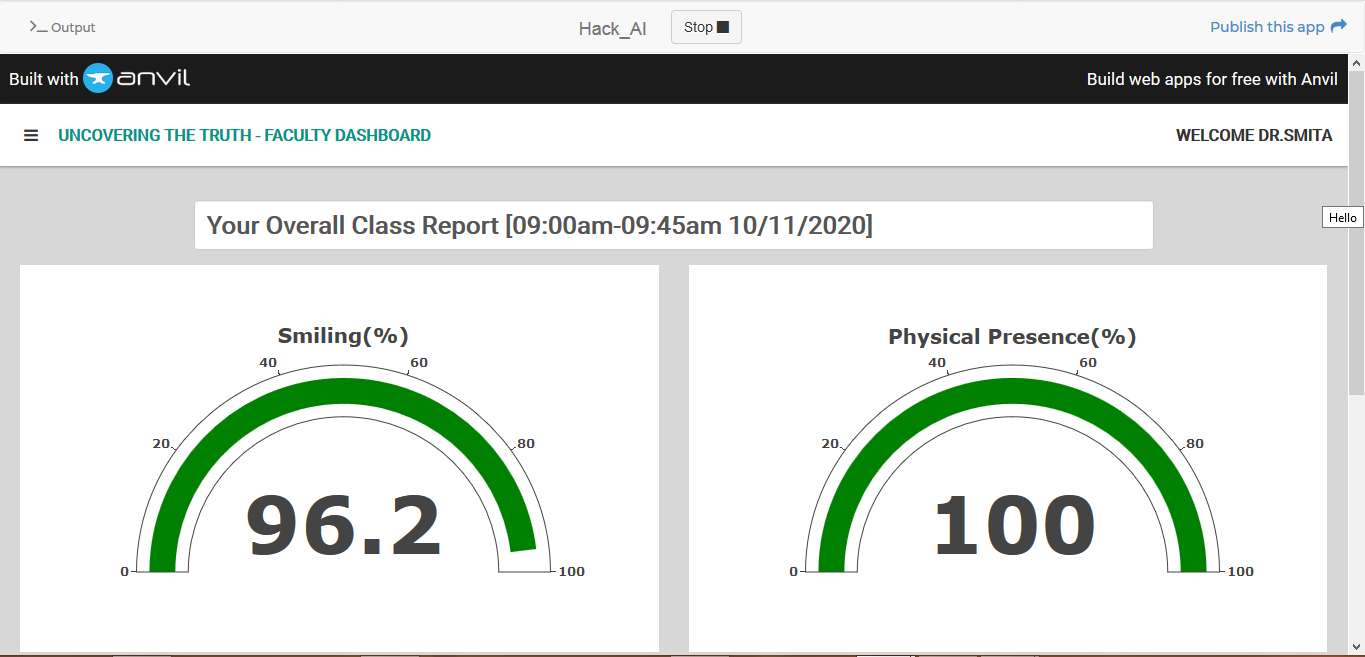 >_ Output
Hack_AI
Stop
Publish this app
Built with anvil
Build web apps for free with Anvil
UNCOVERING THE TRUTH - FACULTY DASHBOARD
WELCOME DR.SMITA
Hello
Your Overall Class Report [09:00am-09:45am 10/11/2020]
Smiling(%)
0
20
40
60
80
100
96.2
Physical Presence(%)
0
20
40
60
80
100
100